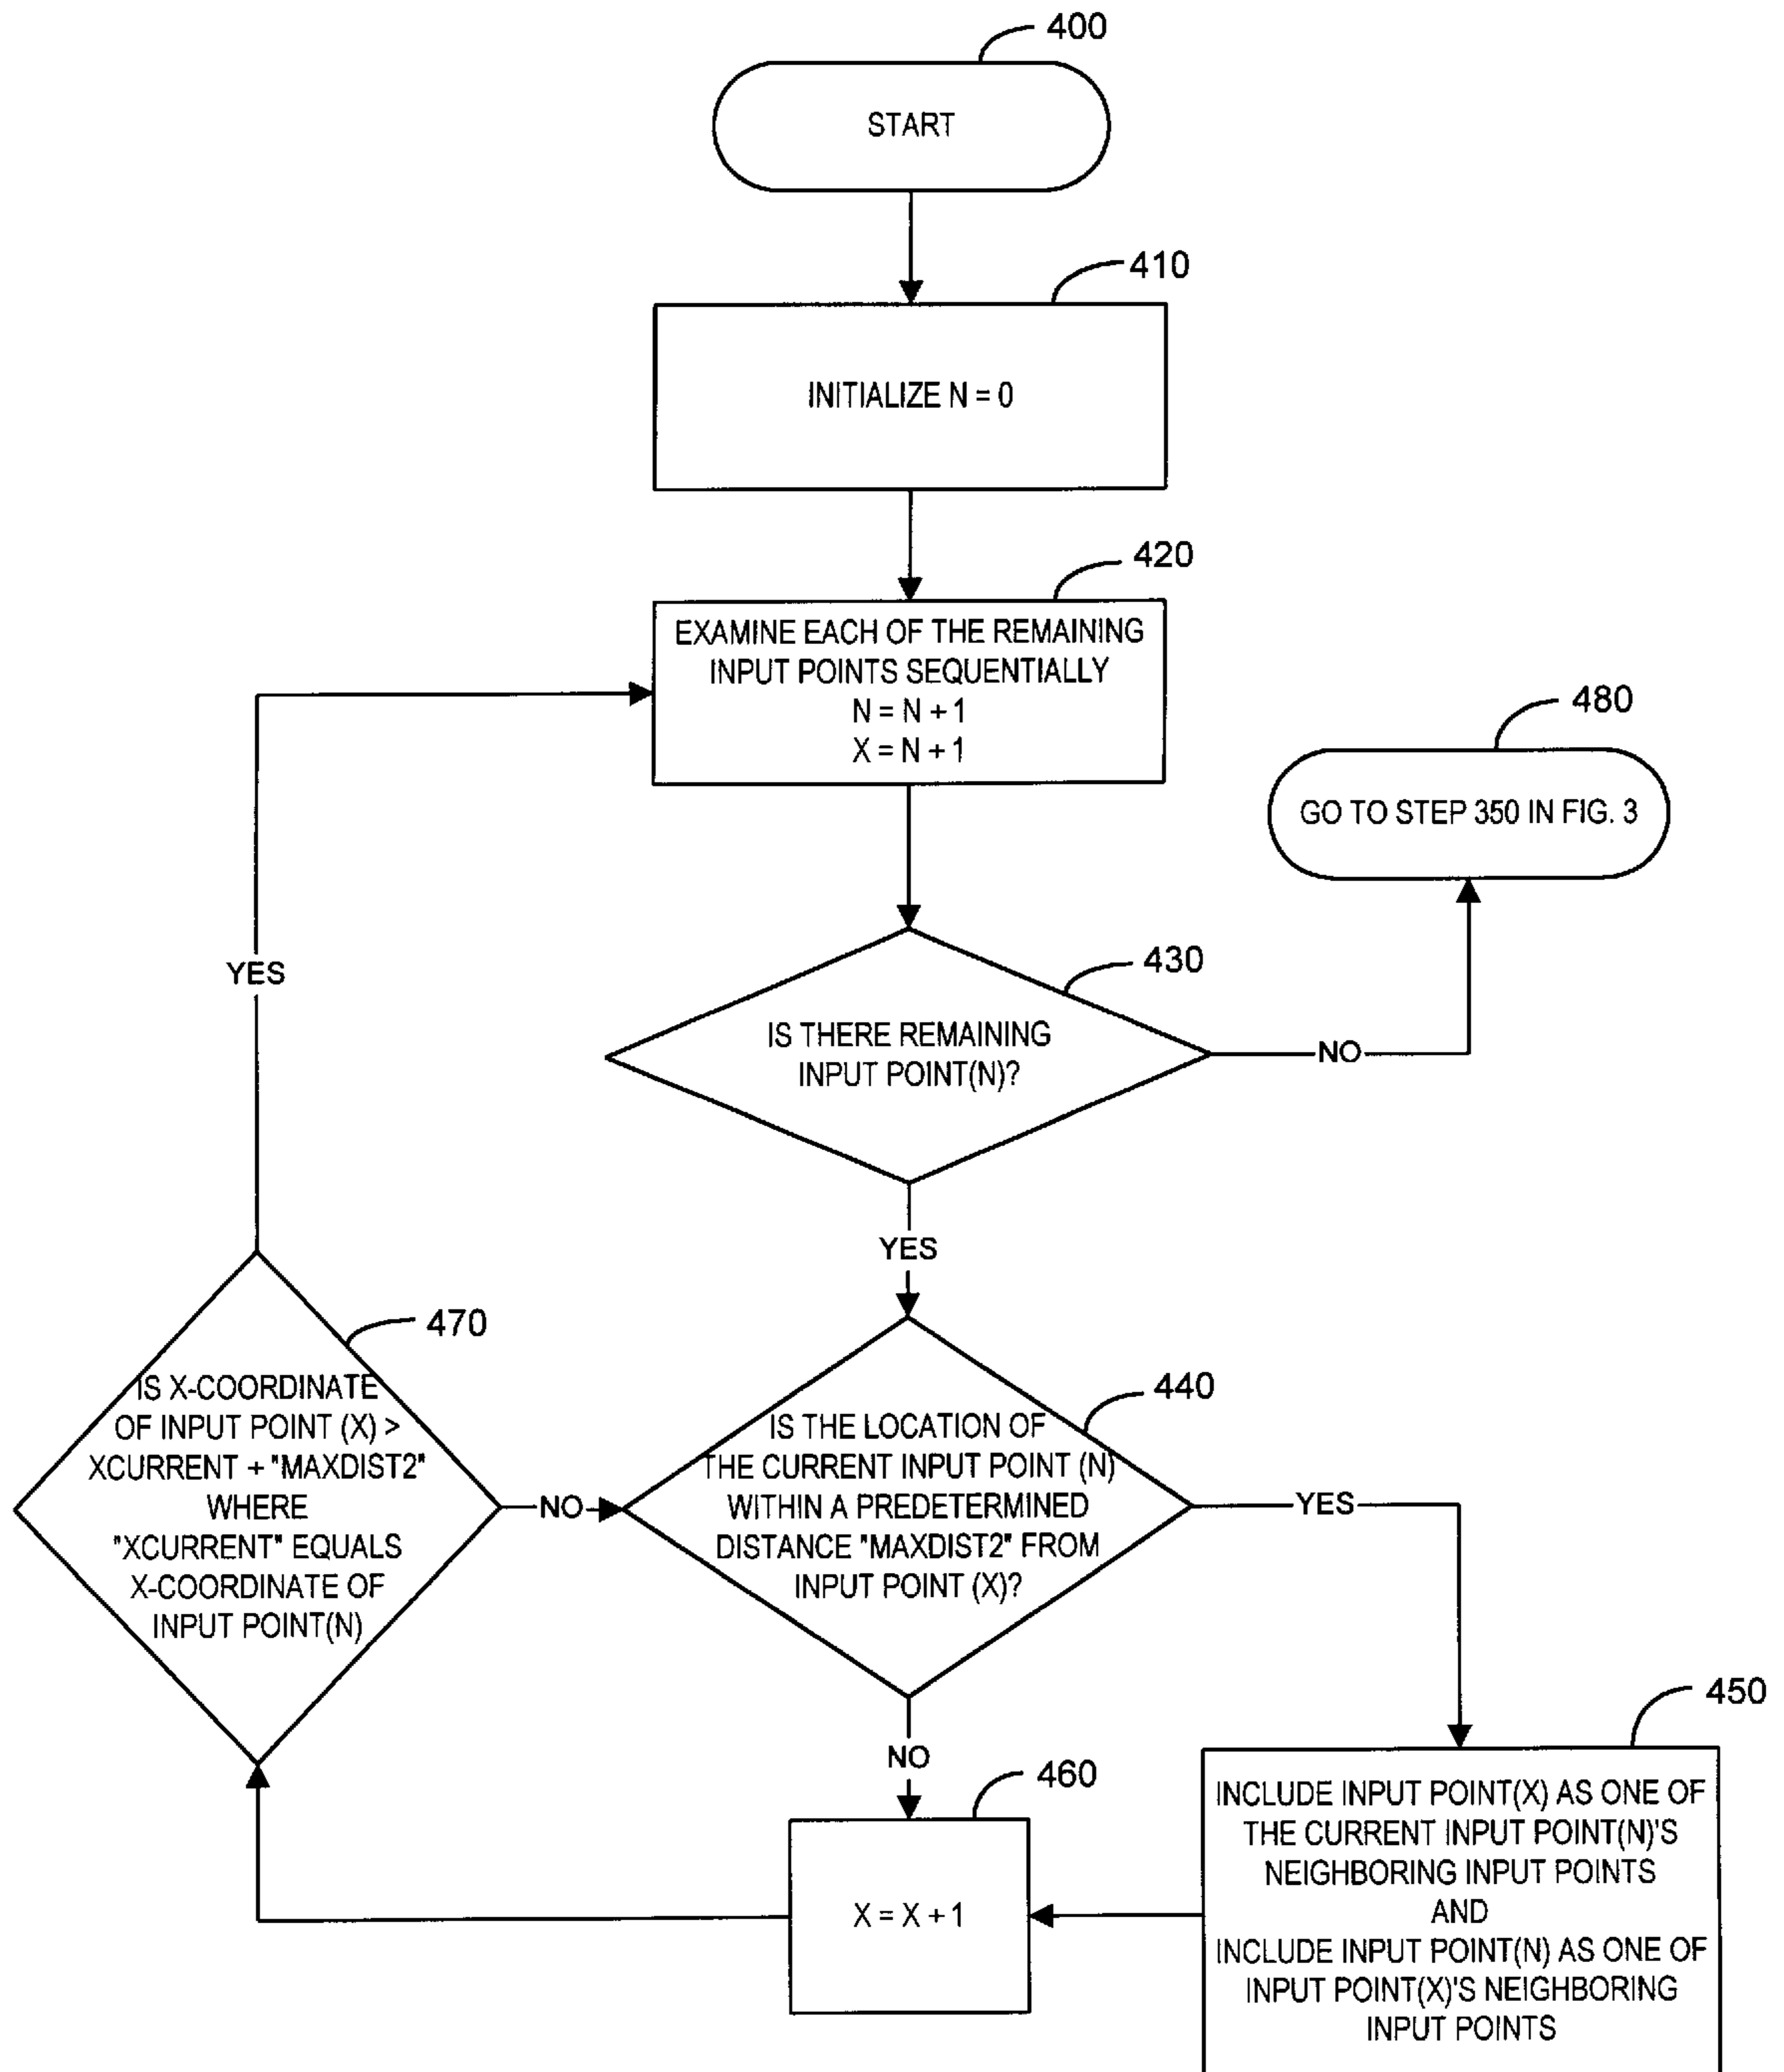 400
START
410
INITIALIZE N = 0
420
EXAMINE EACH OF THE REMAINING
INPUT POINTS SEQUENTIALLY
N = N + 1
X = N + 1
480
GO TO STEP 350 IN FIG. 3
YES
430
IS THERE REMAINING
INPUT POINT(N)?
NO
YES
470
IS X-COORDINATE
OF INPUT POINT (X) >
XCURRENT + "MAXDIST2"
WHERE
"XCURRENT" EQUALS
X-COORDINATE OF
INPUT POINT(N)
NO
440
IS THE LOCATION OF
THE CURRENT INPUT POINT (N)
WITHIN A PREDETERMINED
DISTANCE "MAXDIST2" FROM
INPUT POINT (X)?
YES
NO
450
INCLUDE INPUT POINT(X) AS ONE OF
THE CURRENT INPUT POINT(N)'S
NEIGHBORING INPUT POINTS
AND
INCLUDE INPUT POINT(N) AS ONE OF
INPUT POINT(X)'S NEIGHBORING
INPUT POINTS
460
X = X + 1